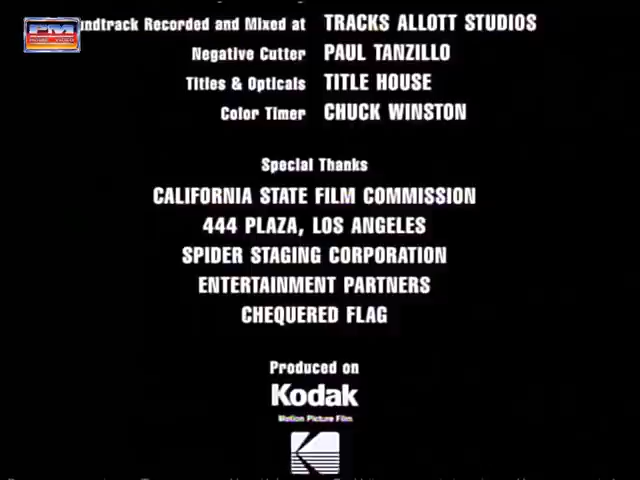 PM
Soundtrack Recorded and Mixed at TRACKS ALLOTT STUDIOS
Negative Cutter PAUL TANZILLO
Titles & Opticals TITLE HOUSE
Color Timer CHUCK WINSTON
Special Thanks
CALIFORNIA STATE FILM COMMISSION
444 PLAZA, LOS ANGELES
SPIDER STAGING CORPORATION
ENTERTAINMENT PARTNERS
CHEQUERED FLAG
Produced on
Kodak
Motion Picture Film